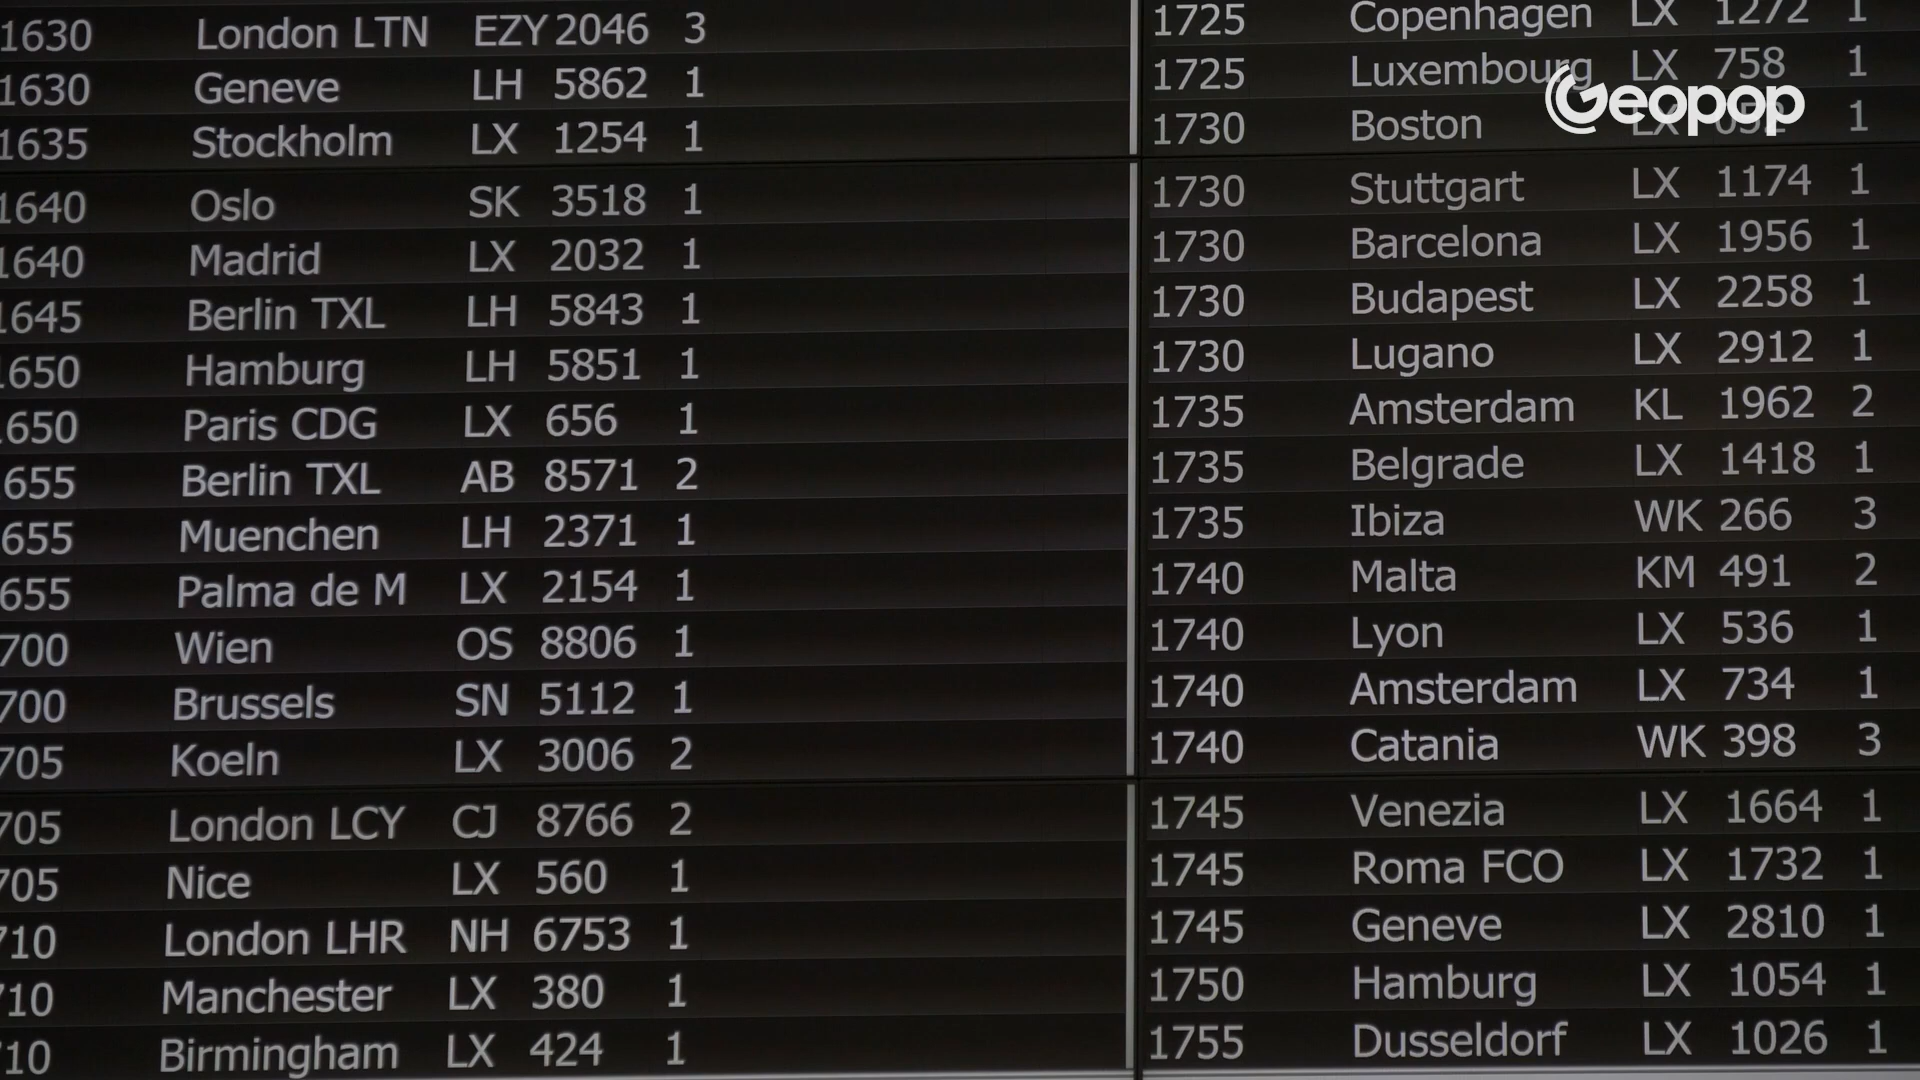 1630 London LTN EZY 2046 3
1630 Geneve LH 5862 1
1635 Stockholm LX 1254 1
1640 Oslo SK 3518 1
1640 Madrid LX 2032 1
1645 Berlin TXL LH 5843 1
1650 Hamburg LH 5851 1
650 Paris CDG LX 656 1
655 Berlin TXL AB 8571 2
655 Muenchen LH 2371 1
655 Palma de M LX 2154 1
700 Wien OS 8806 1
700 Brussels SN 5112 1
705 Koeln LX 3006 2
705 London LCY CJ 8766 2
705 Nice LX 560 1
710 London LHR NH 6753 1
710 Manchester LX 380 1
10 Birmingham LX 424 1
1725 Copenhagen LX 1272 1
1725 Luxembourg LX 758 1
Geopop
1730 Boston LX 1
1730 Stuttgart LX 1174 1
1730 Barcelona LX 1956 1
1730 Budapest LX 2258 1
1730 Lugano LX 2912 1
1735 Amsterdam KL 1962 2
1735 Belgrade LX 1418 1
1735 Ibiza WK 266 3
1740 Malta KM 491 2
1740 Lyon LX 536 1
1740 Amsterdam LX 734 1
1740 Catania WK 398 3
1745 Venezia LX 1664 1
1745 Roma FCO LX 1732 1
1745 Geneve LX 2810 1
1750 Hamburg LX 1054 1
1755 Dusseldorf LX 1026 1